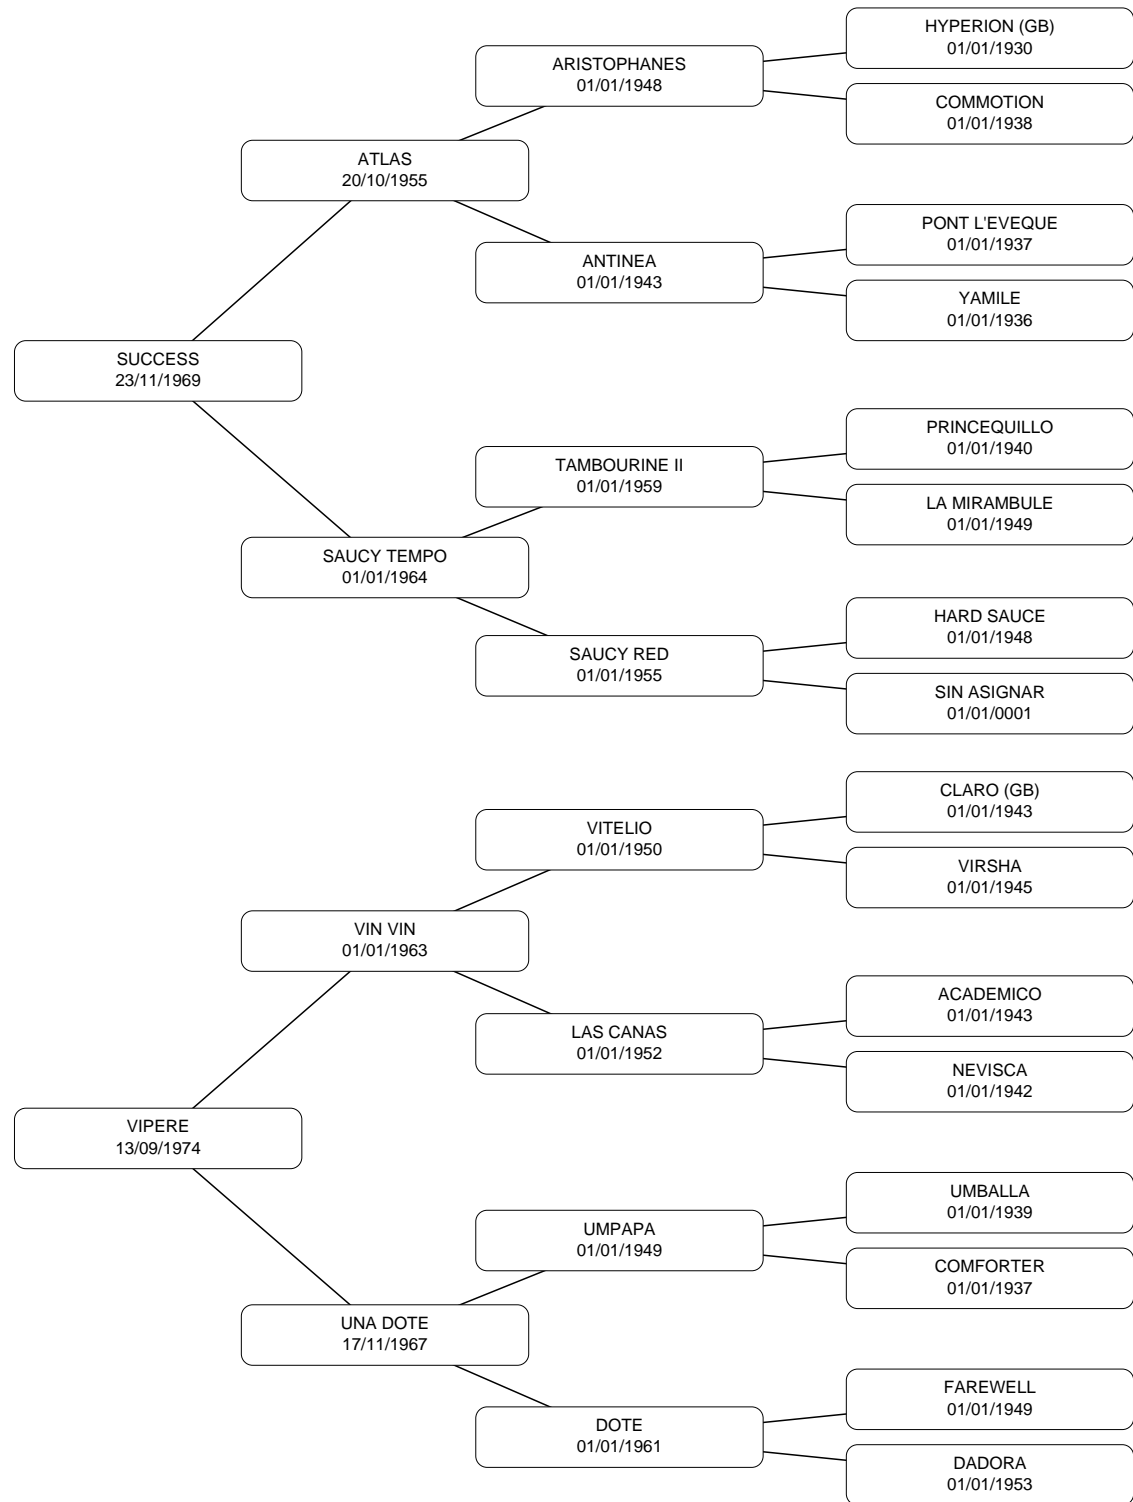 HYPERION (GB)
01/01/1930
ARISTOPHANES
01/01/1948
COMMOTION
01/01/1938
ATLAS
20/10/1955
PONT L'EVEQUE
01/01/1937
ANTINEA
01/01/1943
YAMILE
01/01/1936
SUCCESS
23/11/1969
PRINCEQUILLO
01/01/1940
TAMBOURINE II
01/01/1959
LA MIRAMBULE
01/01/1949
SAUCY TEMPO
01/01/1964
HARD SAUCE
01/01/1948
SAUCY RED
01/01/1955
SIN ASIGNAR
01/01/0001
CLARO (GB)
01/01/1943
VITELIO
01/01/1950
VIRSHA
01/01/1945
VIN VIN
01/01/1963
ACADEMICO
01/01/1943
LAS CANAS
01/01/1952
NEVISCA
01/01/1942
VIPERE
13/09/1974
UMBALLA
01/01/1939
UMPAPA
01/01/1949
COMFORTER
01/01/1937
UNA DOTE
17/11/1967
FAREWELL
01/01/1949
DOTE
01/01/1961
DADORA
01/01/1953